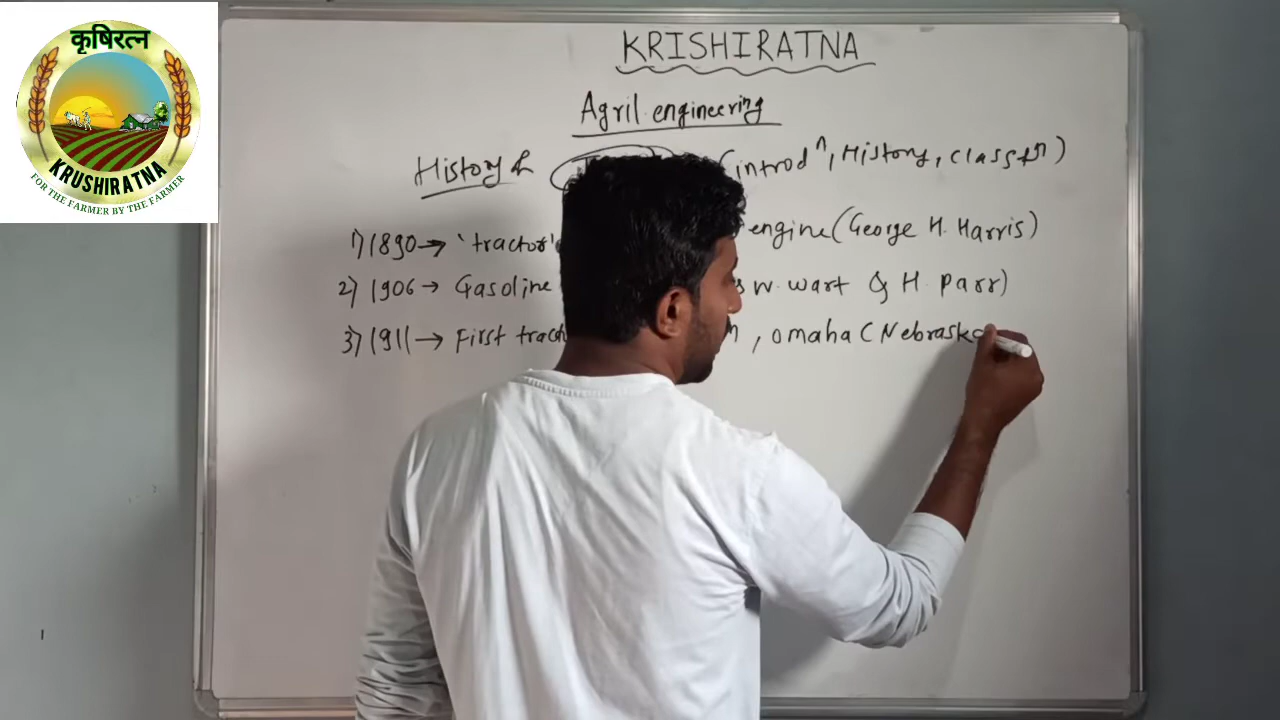 कृषिरत्न
KRUSHIRATNA
FOR THE FARMER BY THE FARMER
KRISHIRATNA
Agril. engineering
History of (introdⁿ, History, classfⁿ)
1) 1890 → 'tractor' engine (George H. Harris)
2) 1906 → Gasoline w. wart & H. parr)
3) 1911 → First , omaha (Nebraska